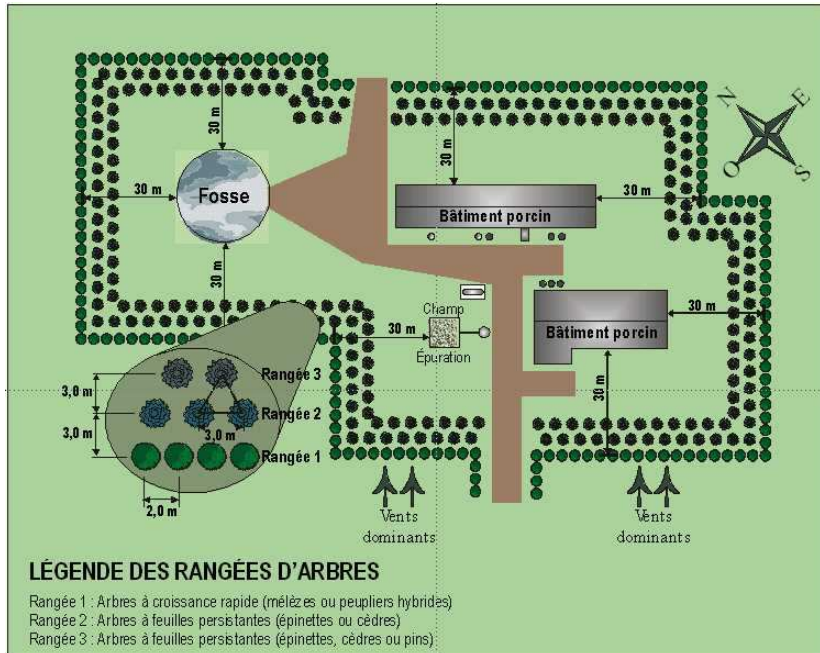 N
E
O
S
30 m
30 m
30 m
Fosse
30 m
Bâtiment porcin
30 m
30 m
Champ
30 m
Épuration
Bâtiment porcin
30 m
30 m
Rangée 3
3,0 m
Rangée 2
3,0 m
3,0 m
Rangée 1
2,0 m
Vents
dominants
Vents
dominants
LÉGENDE DES RANGÉES D'ARBRES
Rangée 1 : Arbres à croissance rapide (mélèzes ou peupliers hybrides)
Rangée 2 : Arbres à feuilles persistantes (épinettes ou cèdres)
Rangée 3 : Arbres à feuilles persistantes (épinettes, cèdres ou pins)